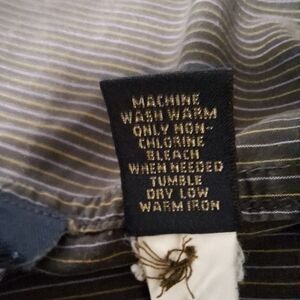 MACHINE
WASH WARM
ONLY NON-
CHLORINE
BLEACH
WHEN NEEDED
TUMBLE
DRY LOW
WARM IRON